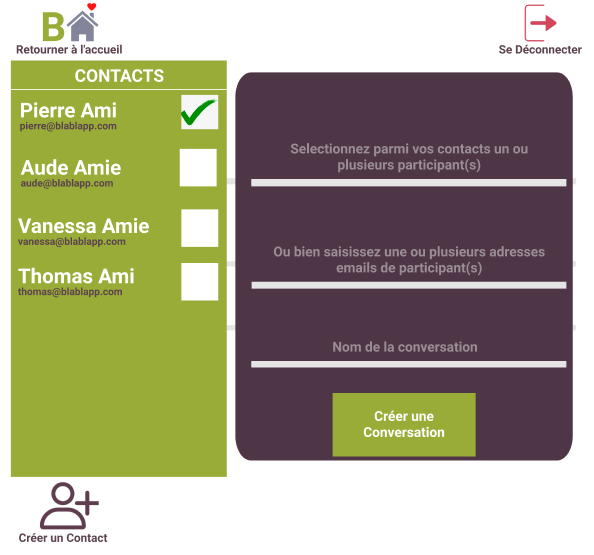 B
Retourner à l'accueil
Se Déconnecter
CONTACTS
Pierre Ami
pierre@blablapp.com
Aude Amie
aude@blablapp.com
Vanessa Amie
vanessa@blablapp.com
Thomas Ami
thomas@blablapp.com
Selectionnez parmi vos contacts un ou
plusieurs participant(s)
Ou bien saisissez une ou plusieurs adresses
emails de participant(s)
Nom de la conversation
Créer une
Conversation
Créer un Contact